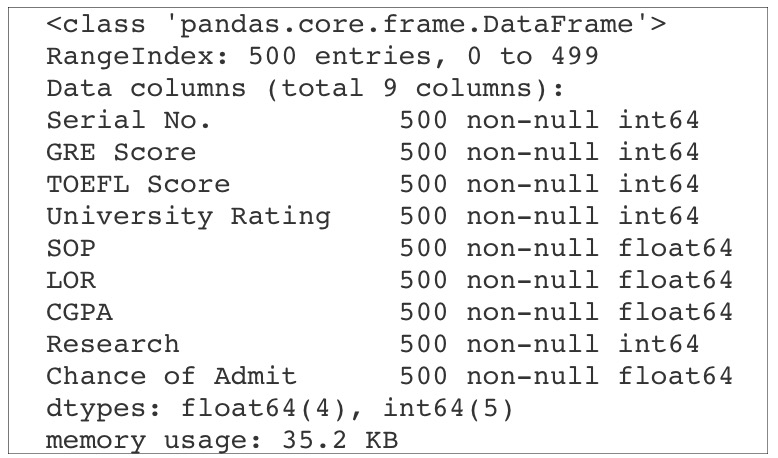 <class 'pandas.core.frame.DataFrame'>
RangeIndex: 500 entries, 0 to 499
Data columns (total 9 columns):
Serial No.           500 non-null int64
GRE Score            500 non-null int64
TOEFL Score          500 non-null int64
University Rating    500 non-null int64
SOP                  500 non-null float64
LOR                  500 non-null float64
CGPA                 500 non-null float64
Research             500 non-null int64
Chance of Admit      500 non-null float64
dtypes: float64(4), int64(5)
memory usage: 35.2 KB